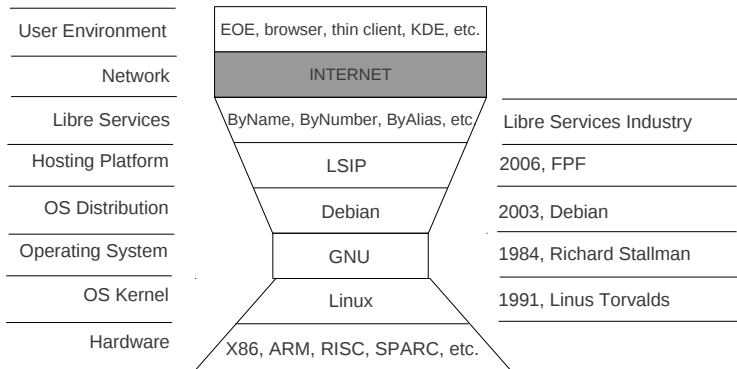 User Environment
EOE, browser, thin client, KDE, etc.
Network
INTERNET
Libre Services
ByName, ByNumber, ByAlias, etc.
Libre Services Industry
Hosting Platform
LSIP
2006, FPF
OS Distribution
Debian
2003, Debian
Operating System
GNU
1984, Richard Stallman
OS Kernel
Linux
1991, Linus Torvalds
Hardware
X86, ARM, RISC, SPARC, etc.